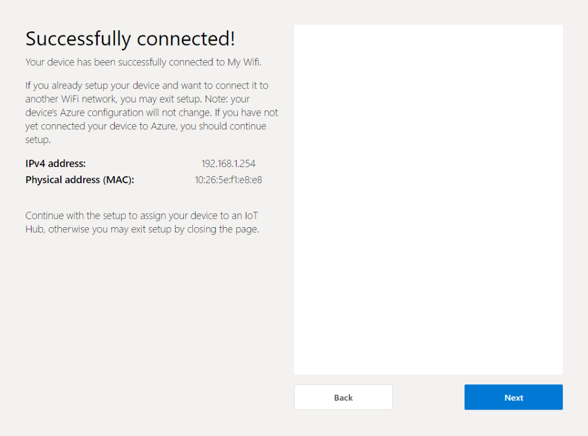 Successfully connected!
Your device has been successfully connected to My Wifi.
If you already setup your device and want to connect it to
another WiFi network, you may exit setup. Note: your
device's Azure configuration will not change. If you have not
yet connected your device to Azure, you should continue
setup.
IPv4 address: 192.168.1.254
Physical address (MAC): 10:26:5e:f1:e8:e8
Continue with the setup to assign your device to an IoT
Hub, otherwise you may exit setup by closing the page.
Back Next